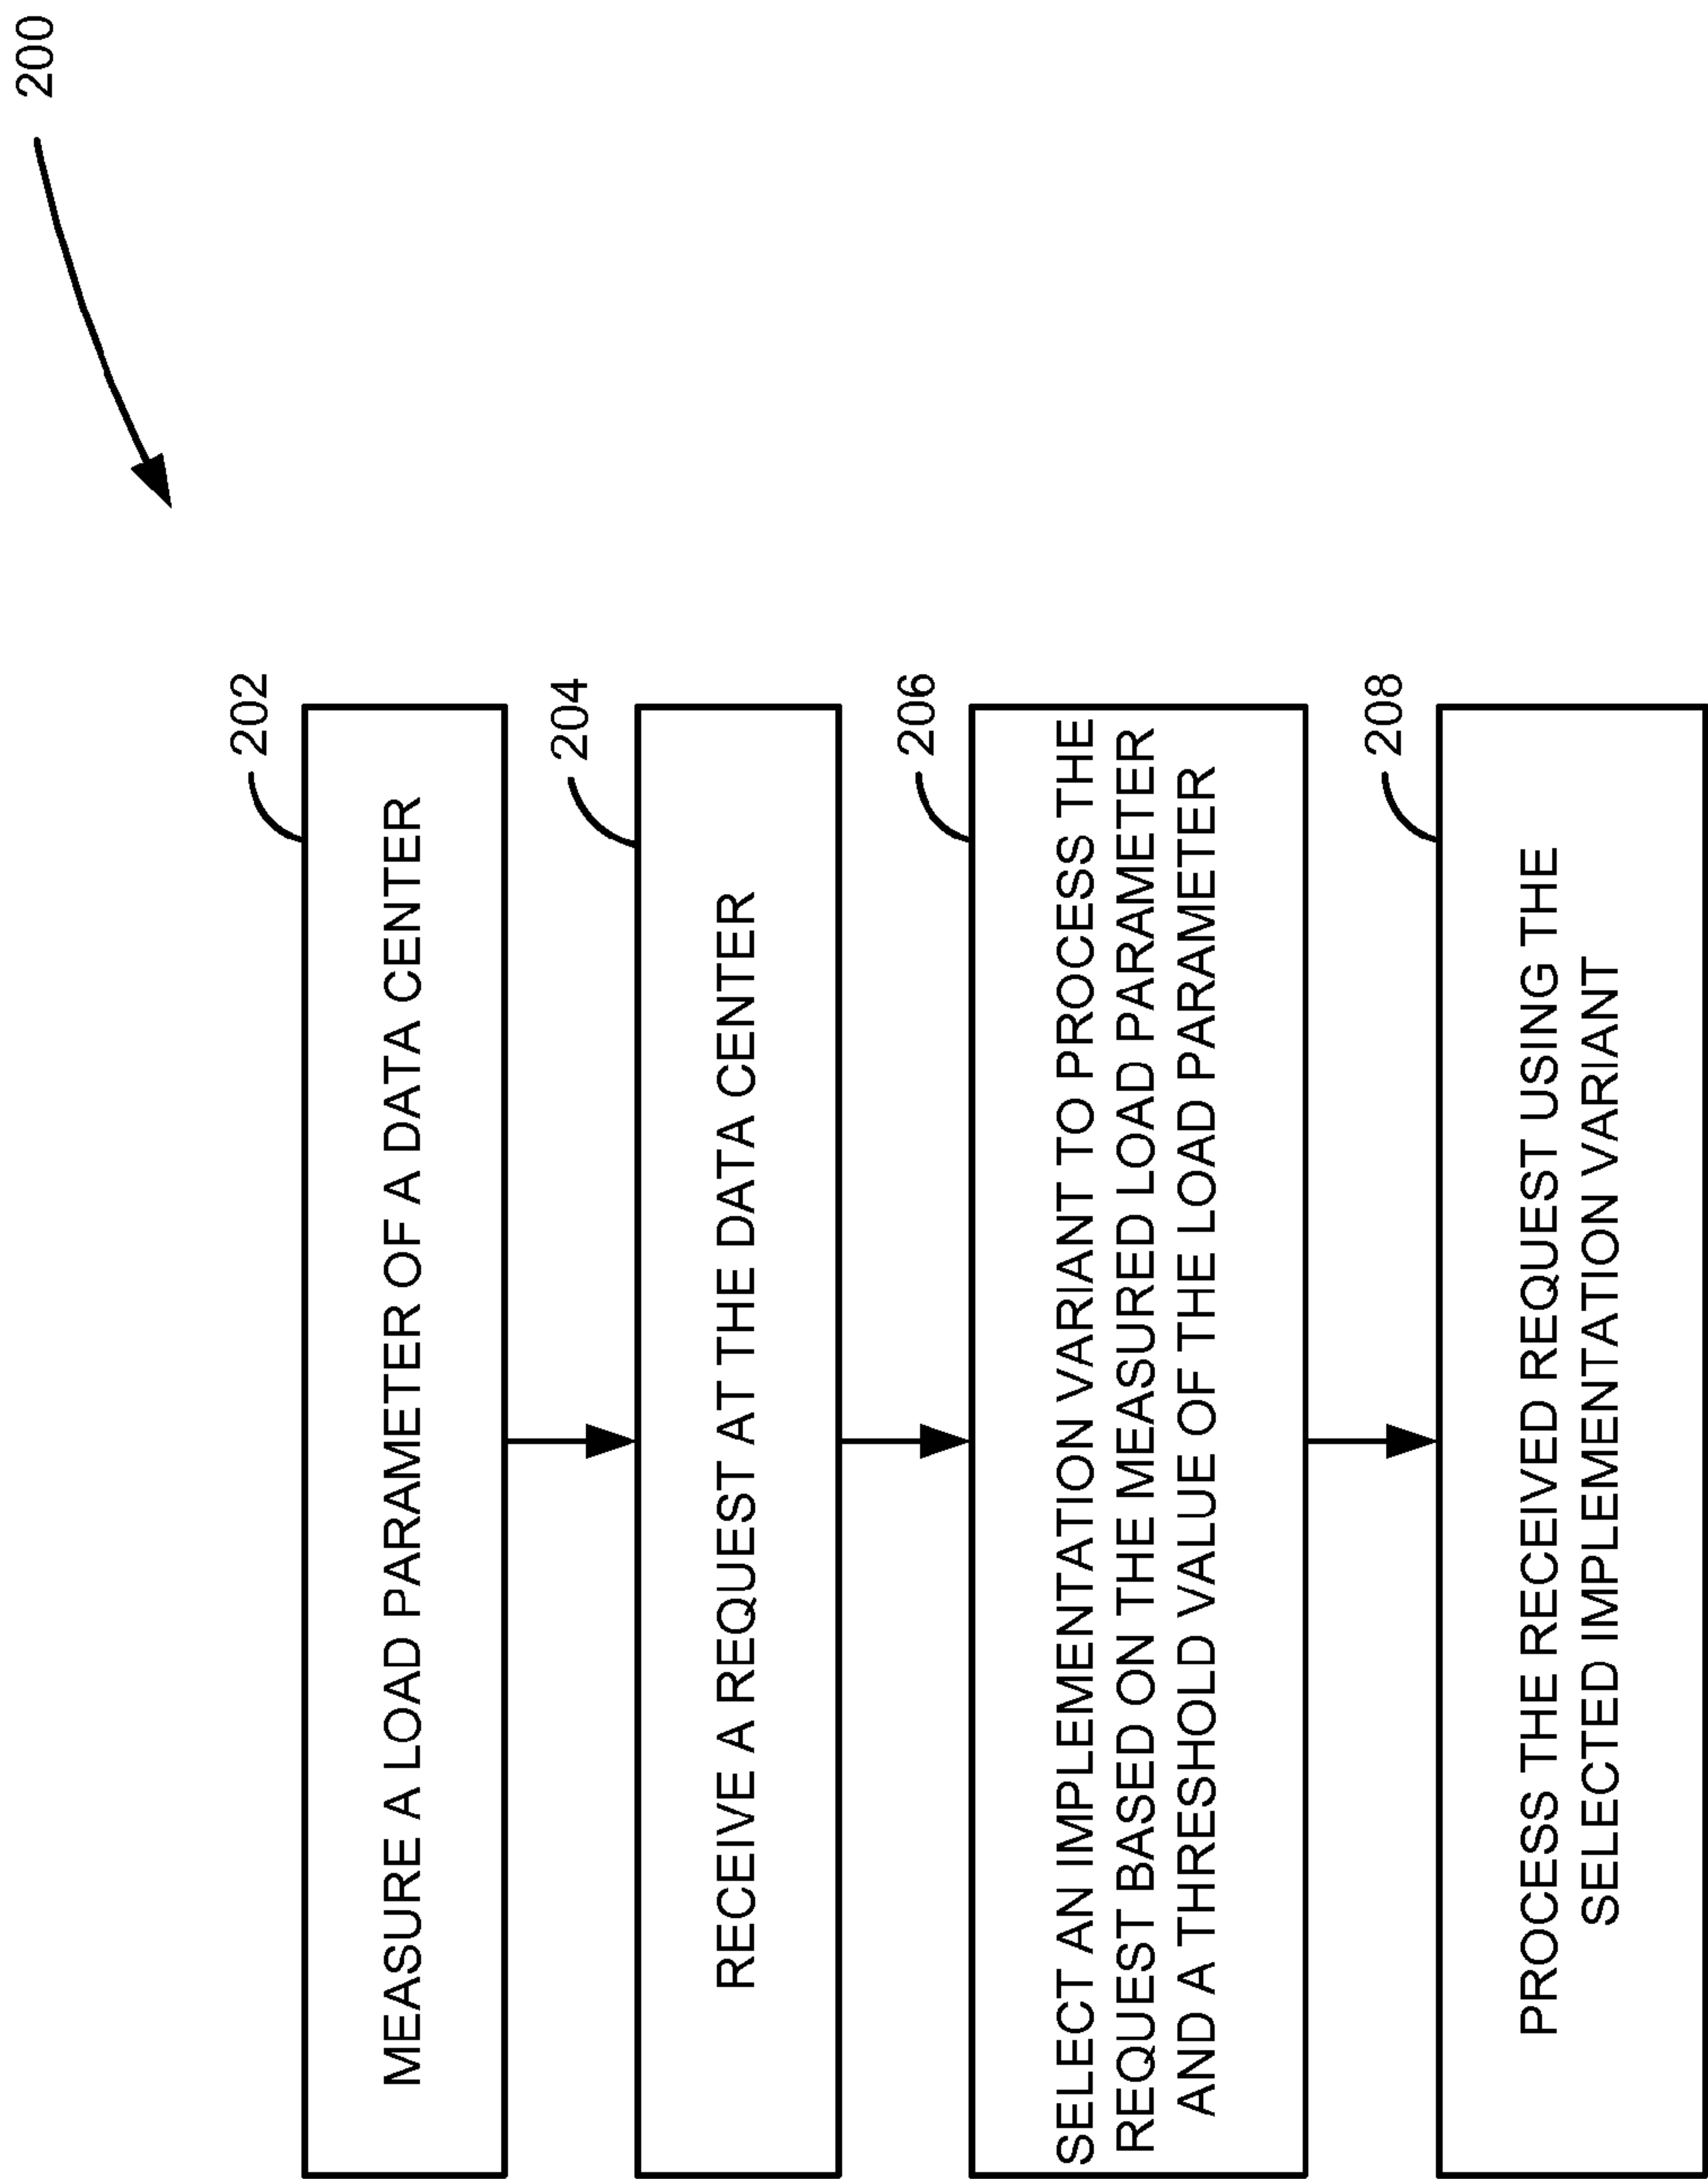 200
202
MEASURE A LOAD PARAMETER OF A DATA CENTER
204
RECEIVE A REQUEST AT THE DATA CENTER
206
SELECT AN IMPLEMENTATION VARIANT TO PROCESS THE
REQUEST BASED ON THE MEASURED LOAD PARAMETER
AND A THRESHOLD VALUE OF THE LOAD PARAMETER
208
PROCESS THE RECEIVED REQUEST USING THE
SELECTED IMPLEMENTATION VARIANT